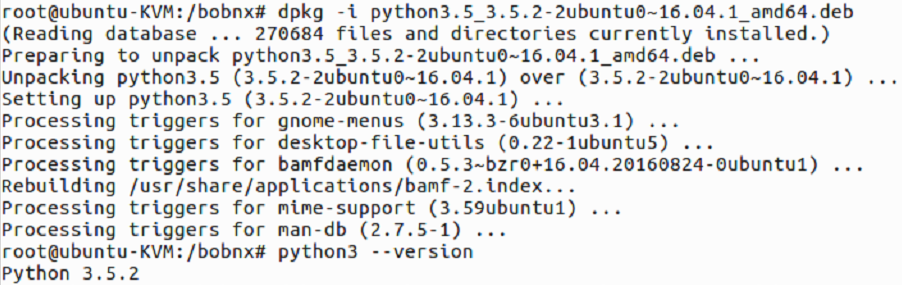 root@ubuntu-KVM:/bobnx# dpkg -i python3.5_3.5.2-2ubuntu0~16.04.1_amd64.deb
(Reading database ... 270684 files and directories currently installed.)
Preparing to unpack python3.5_3.5.2-2ubuntu0~16.04.1_amd64.deb ...
Unpacking python3.5 (3.5.2-2ubuntu0~16.04.1) over (3.5.2-2ubuntu0~16.04.1) ...
Setting up python3.5 (3.5.2-2ubuntu0~16.04.1) ...
Processing triggers for gnome-menus (3.13.3-6ubuntu3.1) ...
Processing triggers for desktop-file-utils (0.22-1ubuntu5) ...
Processing triggers for bamfdaemon (0.5.3~bzr0+16.04.20160824-0ubuntu1) ...
Rebuilding /usr/share/applications/bamf-2.index...
Processing triggers for mime-support (3.59ubuntu1) ...
Processing triggers for man-db (2.7.5-1) ...
root@ubuntu-KVM:/bobnx# python3 --version
Python 3.5.2